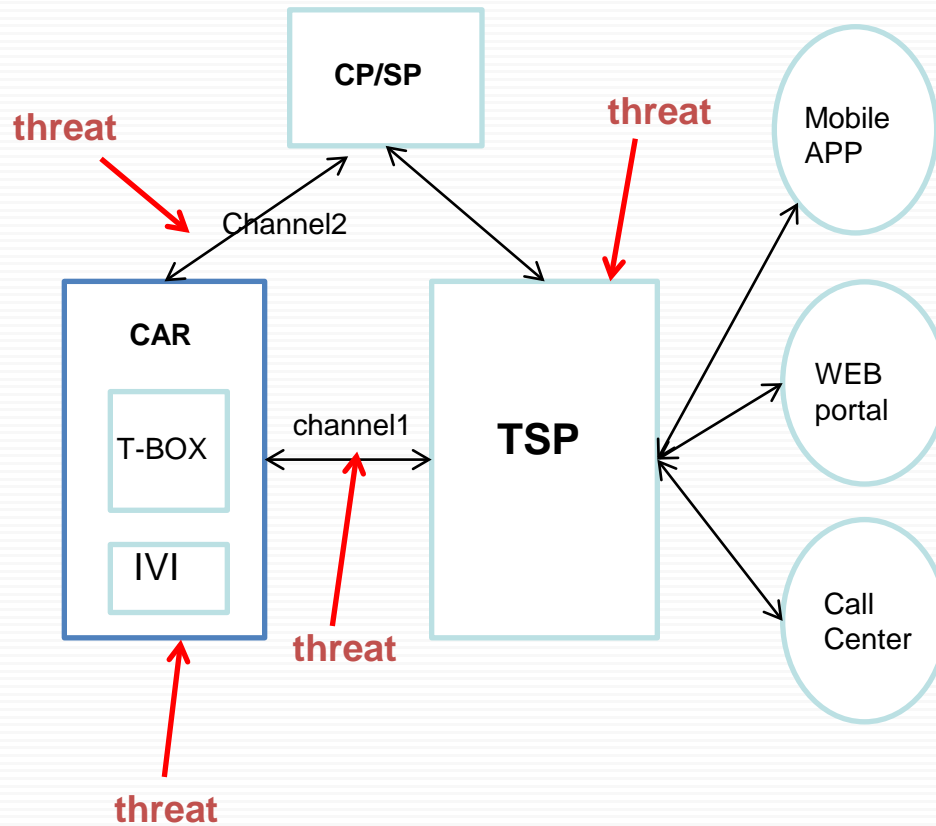 CP/SP
threat
threat
Mobile
APP
Channel2
CAR
T-BOX
IVI
channel1
TSP
WEB
portal
threat
Call
Center
threat